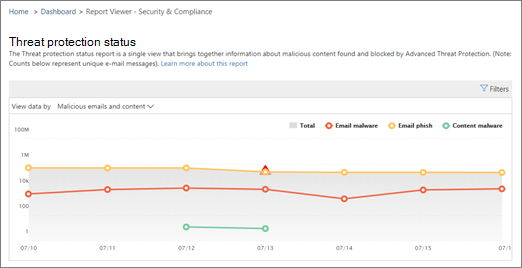 Home > Dashboard > Report Viewer - Security & Compliance
Threat protection status
The Threat protection status report is a single view that brings together information about malicious content found and blocked by Advanced Threat Protection. (Note:
Counts below represent unique e-mail messages). Learn more about this report
Filters
View data by Malicious emails and content
Total Email malware Email phish Content malware
100M
1M
10k
100
1
07/10 07/11 07/12 07/13 07/14 07/15 07/1